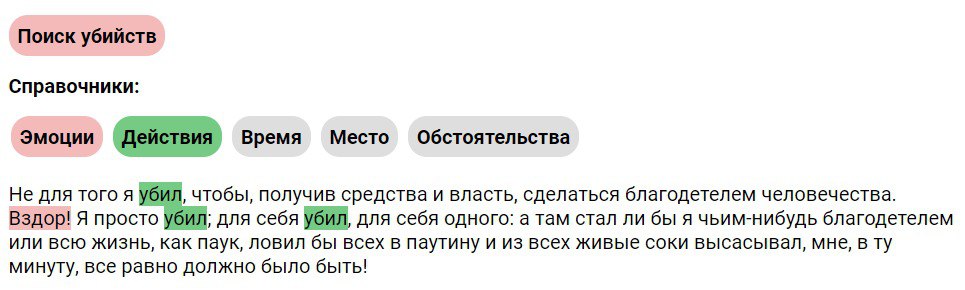 Поиск убийств
Справочники:
Эмоции Действия Время Место Обстоятельства
Не для того я убил, чтобы, получив средства и власть, сделаться благодетелем человечества.
Вздор! Я просто убил; для себя убил, для себя одного: а там стал ли бы я чьим-нибудь благодетелем
или всю жизнь, как паук, ловил бы всех в паутину и из всех живые соки высасывал, мне, в ту
минуту, все равно должно было быть!